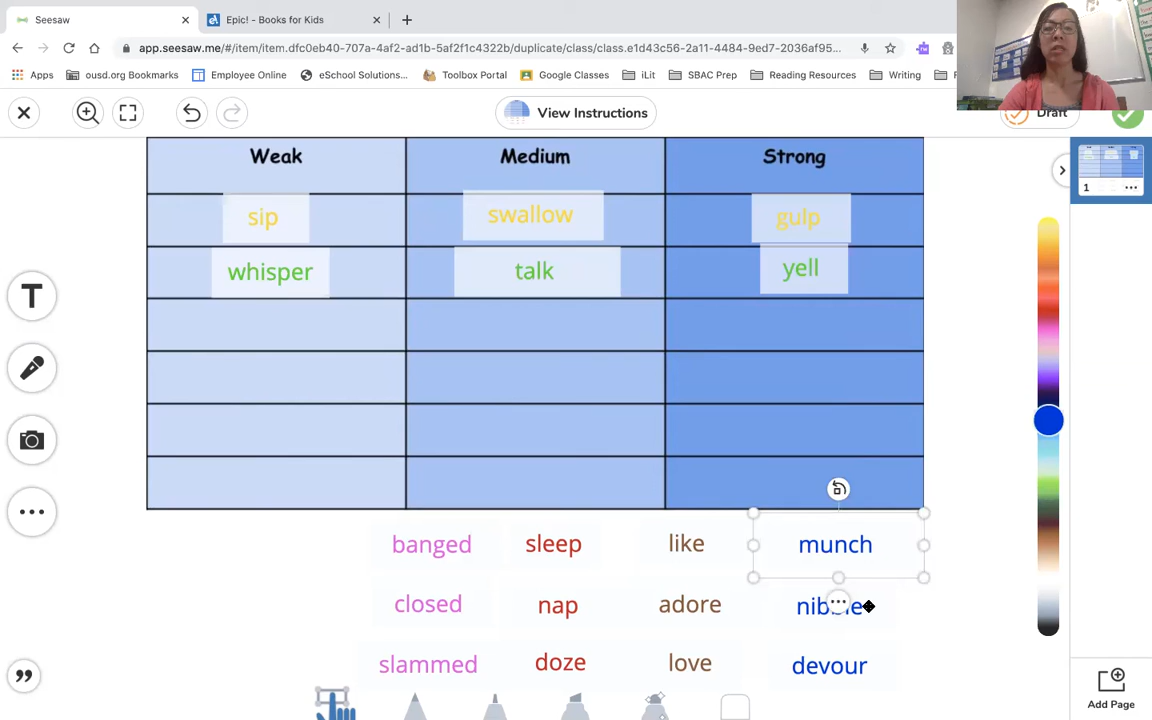 Seesaw
Epic! - Books for Kids
app.seesaw.me/#/item/item.dfc0eb40-707a-4af2-ad1b-5af2f1c4322b/duplicate/class/class.e1d43c56-2a11-4484-9ed7-2036af95...
Apps ousd.org Bookmarks Employee Online eSchool Solutions... Toolbox Portal Google Classes iLit SBAC Prep Reading Resources Writing
View Instructions
Draft
Weak Medium Strong
sip swallow gulp
whisper talk yell
banged sleep like munch
closed nap adore
slammed doze love devour
T
1
Add Page